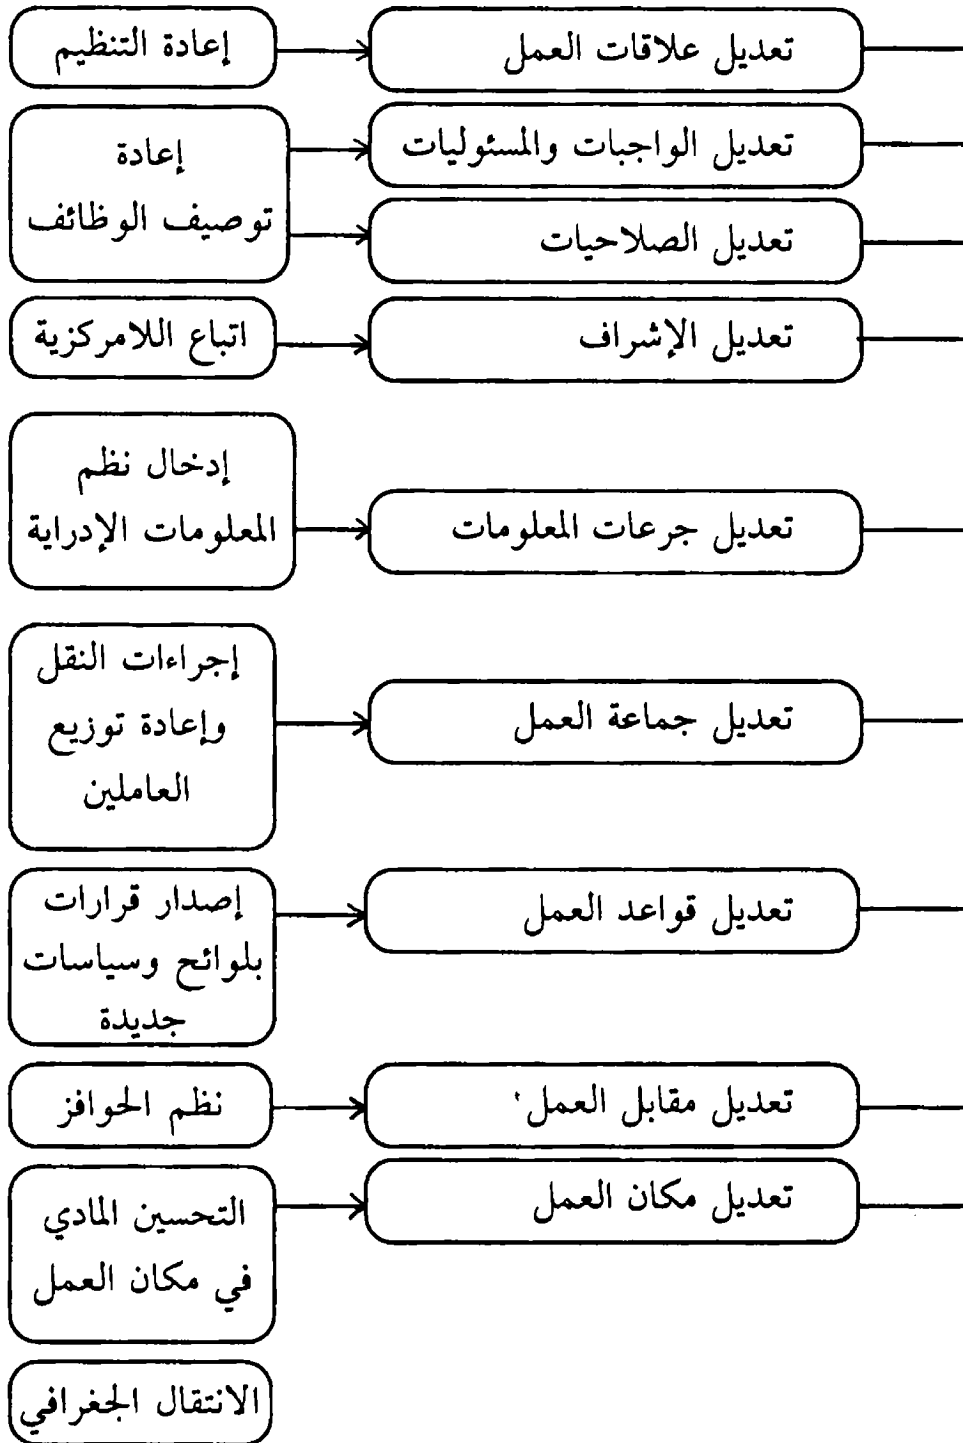 تعديل علاقات العمل
إعادة التنظيم
تعديل الواجبات والمسئوليات
إعادة
توصيف الوظائف
تعديل الصلاحيات
تعديل الإشراف
اتباع اللامركزية
إدخال نظم
المعلومات الإدراية
تعديل جرعات المعلومات
إجراءات النقل
وإعادة توزيع
العاملين
تعديل جماعة العمل
إصدار قرارات
بلوائح وسياسات
جديدة
تعديل قواعد العمل
تعديل مقابل العمل
نظم الحوافز
تعديل مكان العمل
التحسين المادي
في مكان العمل
الانتقال الجغرافي